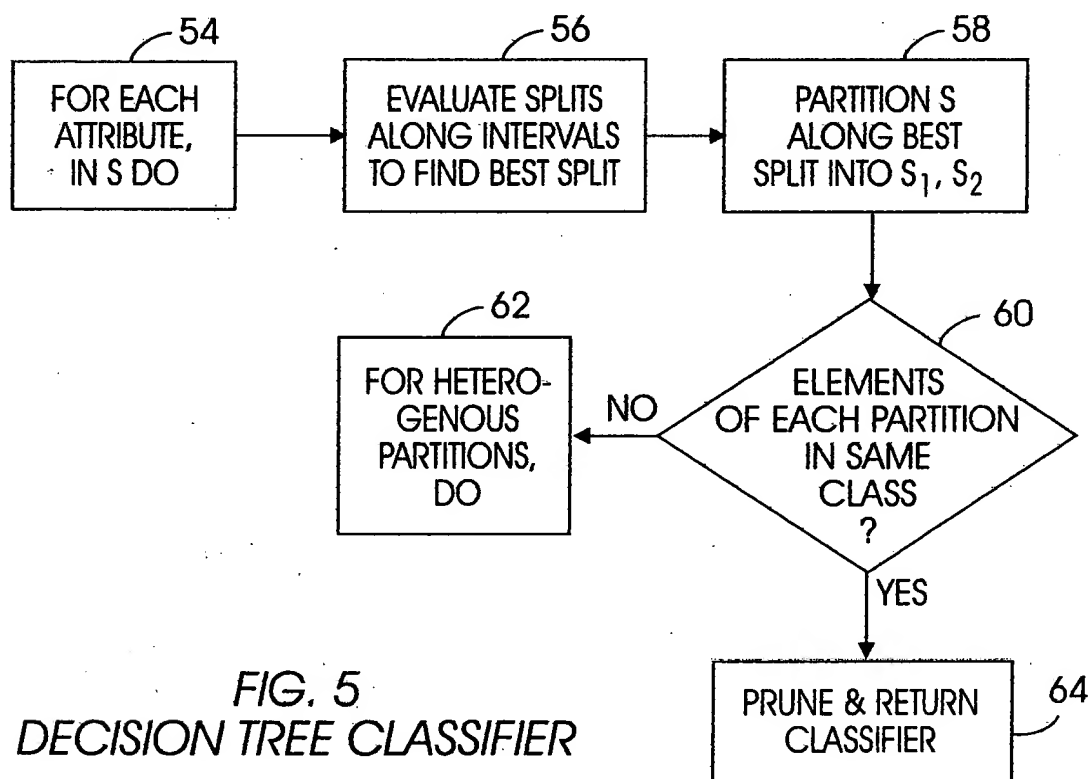 54
FOR EACH
ATTRIBUTE,
IN S DO
56
EVALUATE SPLITS
ALONG INTERVALS
TO FIND BEST SPLIT
58
PARTITION S
ALONG BEST
SPLIT INTO S₁, S₂
60
ELEMENTS
OF EACH PARTITION
IN SAME
CLASS
?
NO
62
FOR HETERO-
GENOUS
PARTITIONS,
DO
YES
64
PRUNE & RETURN
CLASSIFIER
FIG. 5
DECISION TREE CLASSIFIER